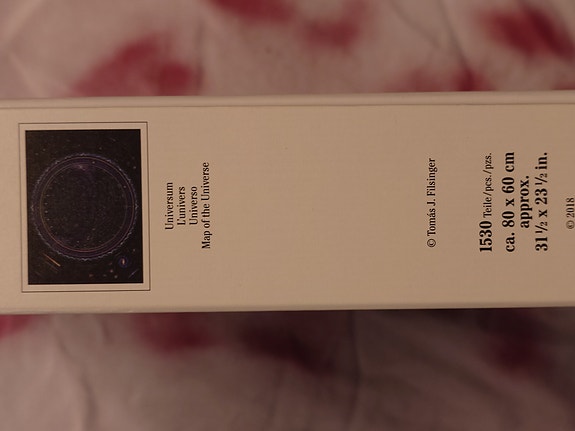 Universum
L'univers
Universo
Map of the Universe
© Tomás J. Filsinger
1530 Teile/pcs./pzs.
ca. 80 x 60 cm
approx.
31 ½ x 23 ½ in.
© 2018